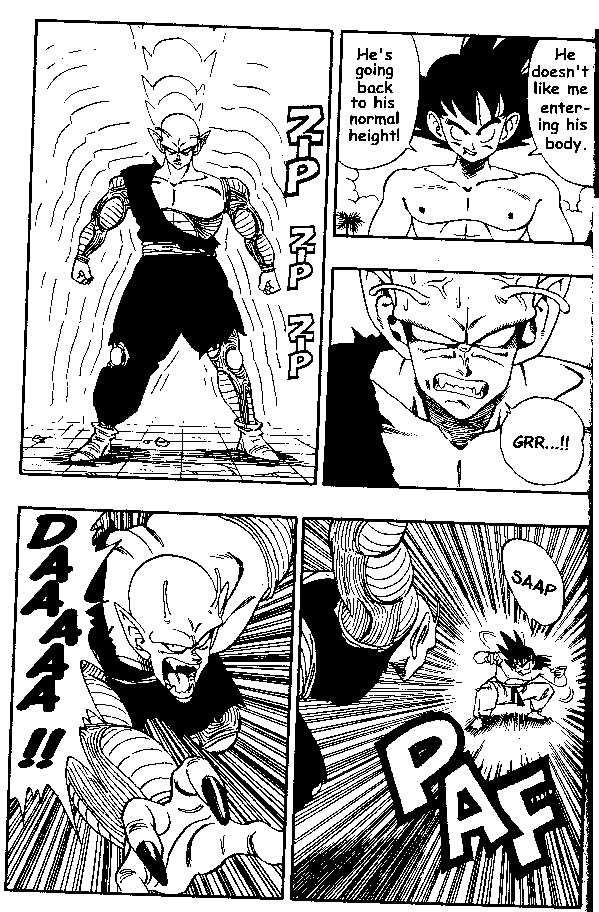 He
doesn't
like me
enter-
ing his
body.
He's
going
back
to his
normal
height!
ZIP
ZIP
ZIP
GRR...!!
SAAP
PAF
DAAAAA!!